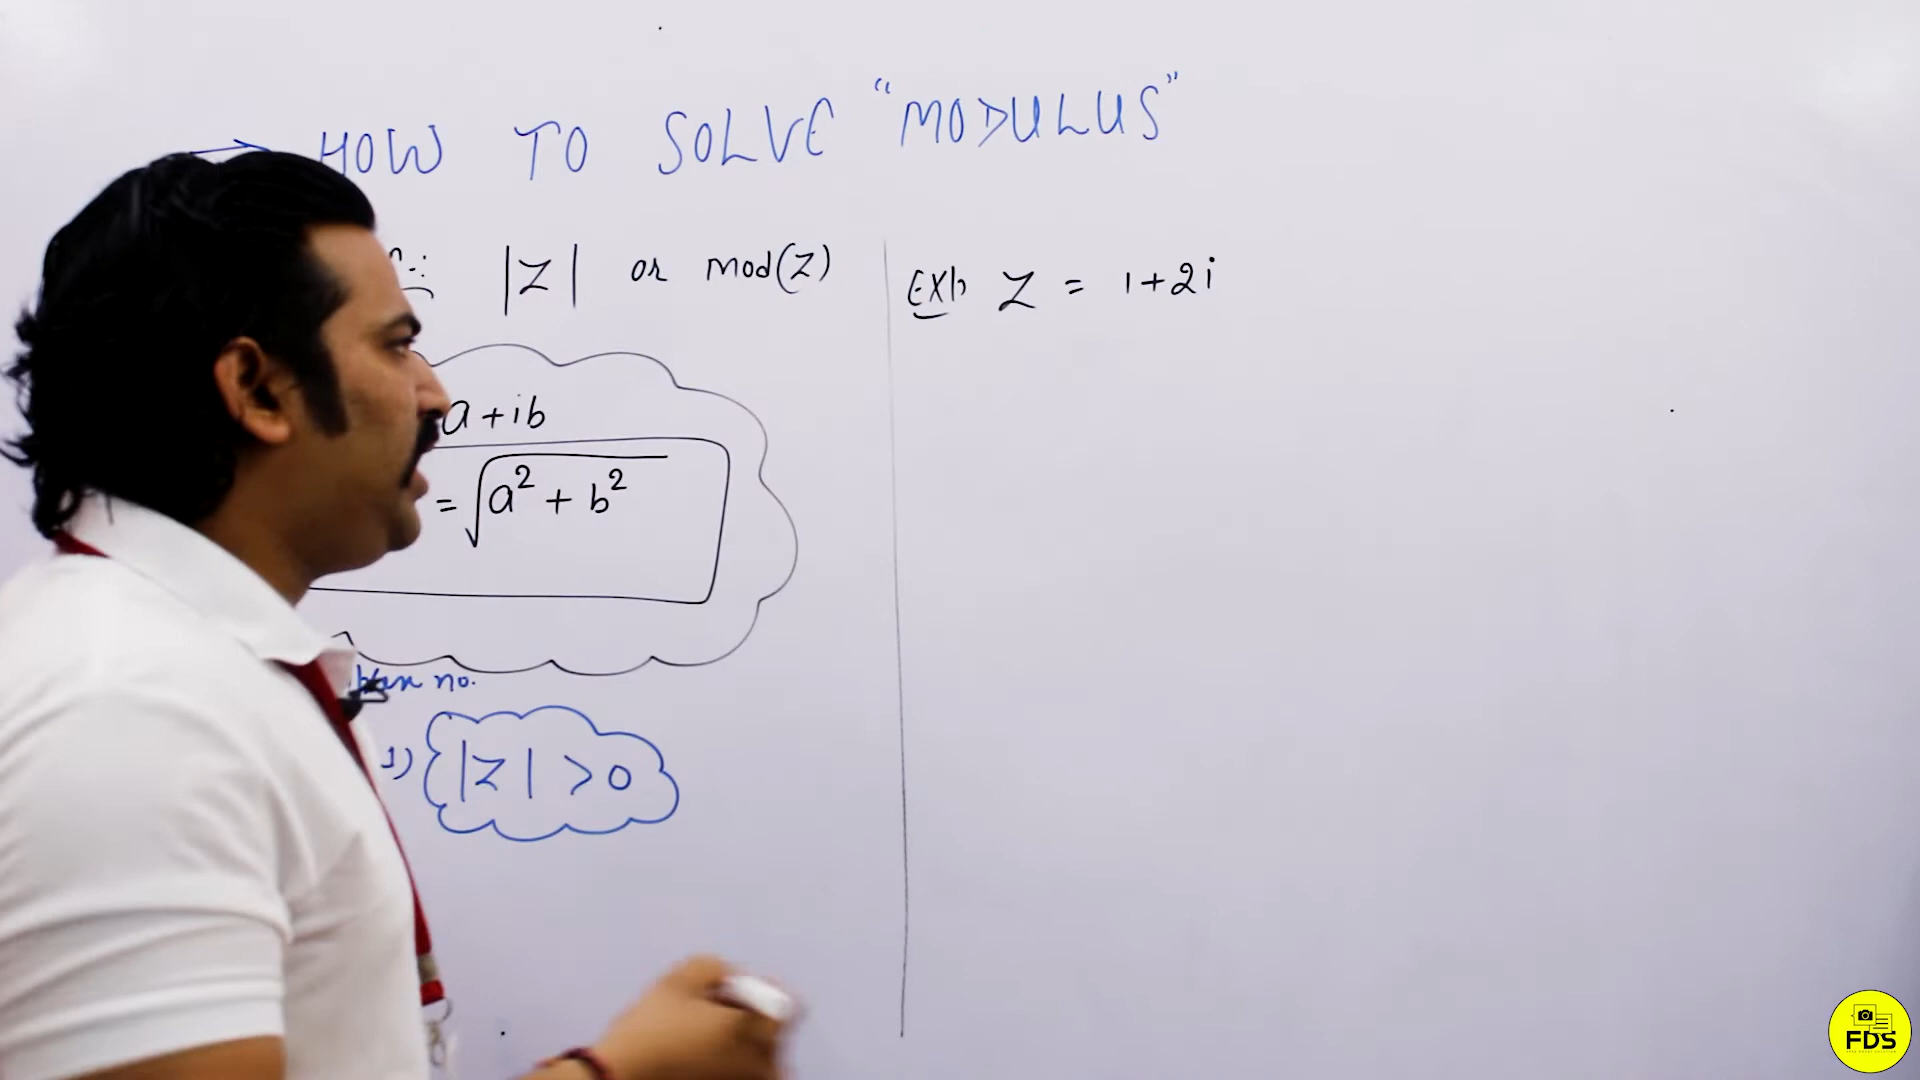 → HOW TO SOLVE "MODULUS"
|Z| or mod(Z)
a + ib
= √a² + b²
no.
1) |Z| > 0
EX1) Z = 1+2i
FDS